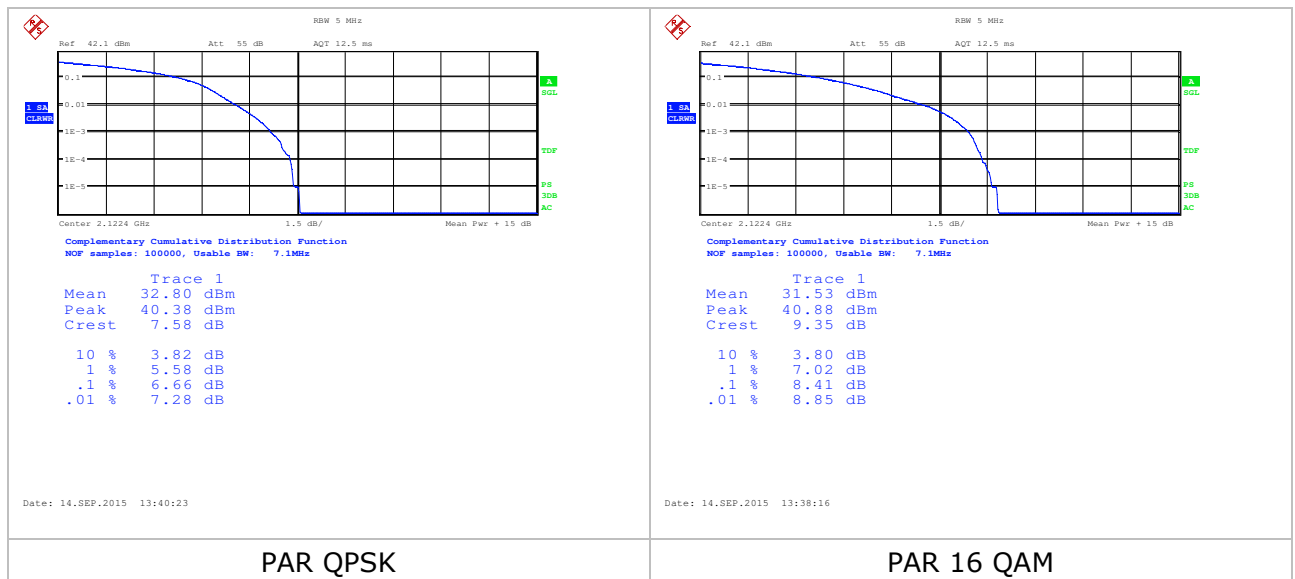 RBW 5 MHz
Ref 42.1 dBm Att 55 dB AQT 12.5 ms
0.1
A
SGL
0.01
1 SA
CLRWR
1E-3
1E-4
TDF
1E-5
PS
3DB
AC
Center 2.1224 GHz 1.5 dB/ Mean Pwr + 15 dB
Complementary Cumulative Distribution Function
NOF samples: 100000, Usable BW: 7.1MHz
Trace 1
Mean 32.80 dBm
Peak 40.38 dBm
Crest 7.58 dB
10 % 3.82 dB
1 % 5.58 dB
.1 % 6.66 dB
.01 % 7.28 dB
Date: 14.SEP.2015 13:40:23
PAR QPSK
RBW 5 MHz
Ref 42.1 dBm Att 55 dB AQT 12.5 ms
0.1
A
SGL
0.01
1 SA
CLRWR
1E-3
1E-4
TDF
1E-5
PS
3DB
AC
Center 2.1224 GHz 1.5 dB/ Mean Pwr + 15 dB
Complementary Cumulative Distribution Function
NOF samples: 100000, Usable BW: 7.1MHz
Trace 1
Mean 31.53 dBm
Peak 40.88 dBm
Crest 9.35 dB
10 % 3.80 dB
1 % 7.02 dB
.1 % 8.41 dB
.01 % 8.85 dB
Date: 14.SEP.2015 13:38:16
PAR 16 QAM